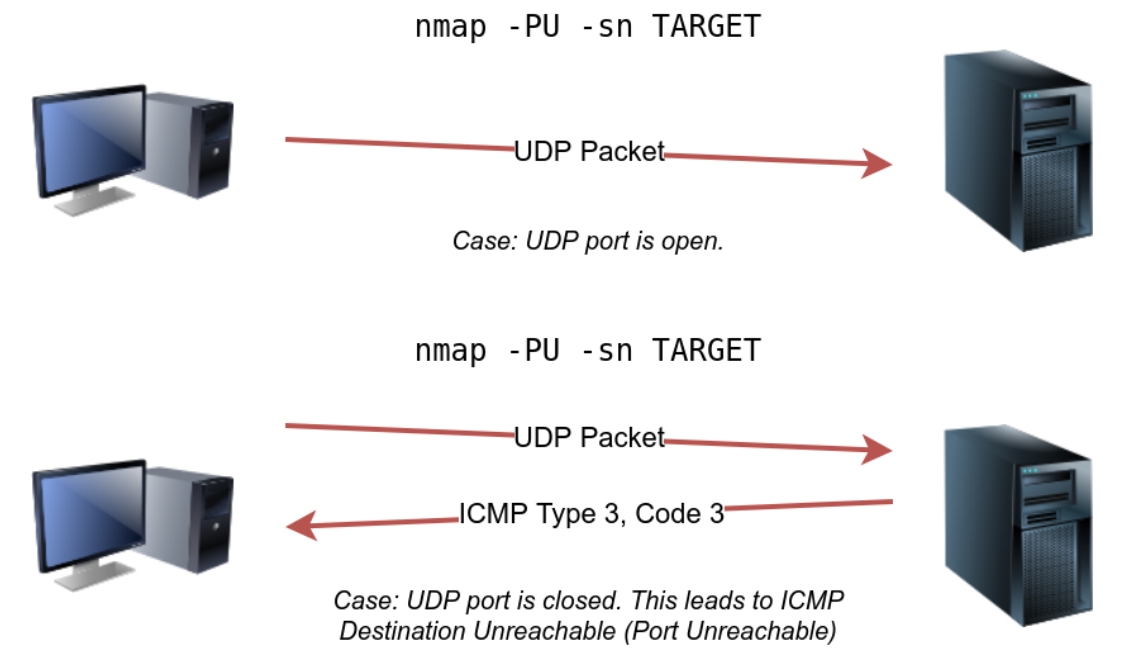 nmap -PU -sn TARGET
UDP Packet
Case: UDP port is open.
nmap -PU -sn TARGET
UDP Packet
ICMP Type 3, Code 3
Case: UDP port is closed. This leads to ICMP
Destination Unreachable (Port Unreachable)